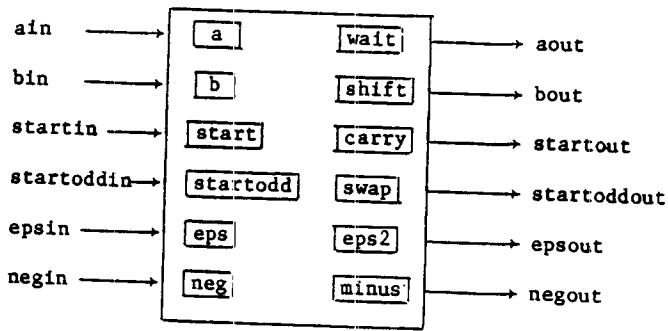 ain a wait aout
bin b shift bout
startin start carry startout
startoddin startodd swap startoddout
epsin eps eps2 epsout
negin neg minus negout